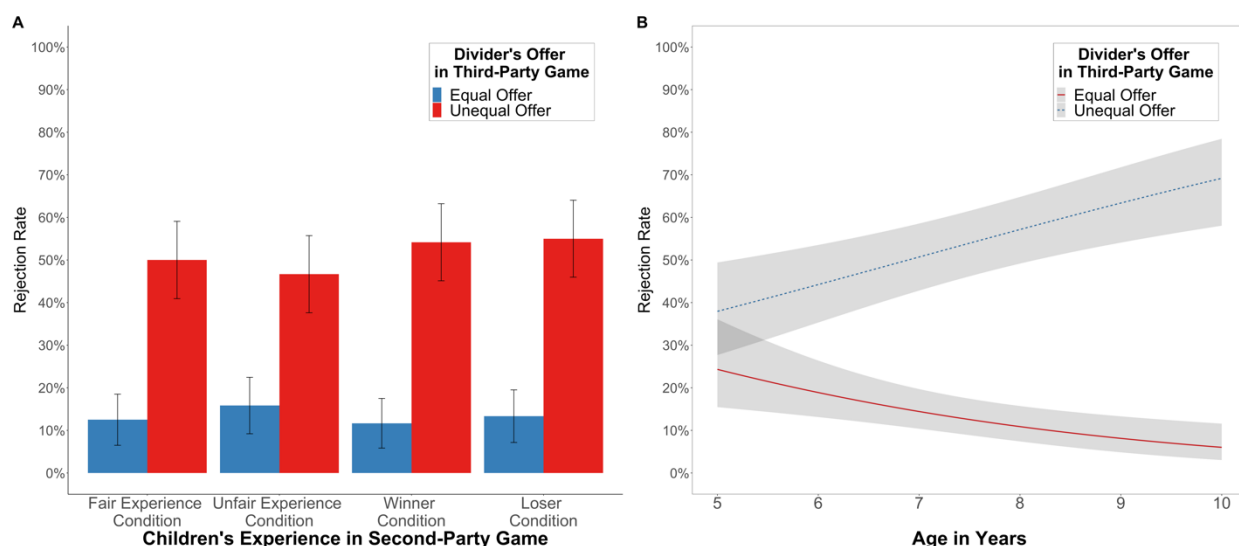 A
Divider's Offer
in Third-Party Game
Equal Offer
Unequal Offer
100%
90%
80%
70%
60%
50%
40%
30%
20%
10%
0%
Rejection Rate
Fair Experience
Condition
Unfair Experience
Condition
Winner
Condition
Loser
Condition
Children's Experience in Second-Party Game
B
Divider's Offer
in Third-Party Game
Equal Offer
Unequal Offer
100%
90%
80%
70%
60%
50%
40%
30%
20%
10%
0%
Rejection Rate
5 6 7 8 9 10
Age in Years